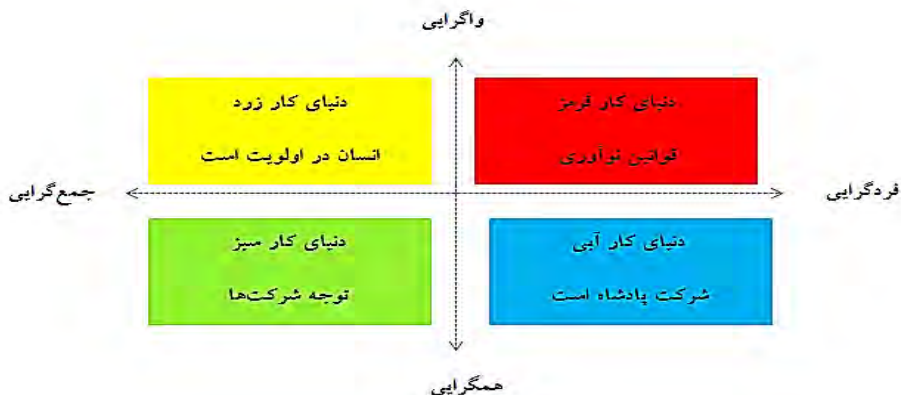 واگرایی
دنیای کار قرمز
قوانین نوآوری
دنیای کار زرد
انسان در اولویت است
فردگرایی
جمع‌گرایی
دنیای کار آبی
شرکت پادشاه است
دنیای کار سبز
توجه شرکت‌ها
همگرایی